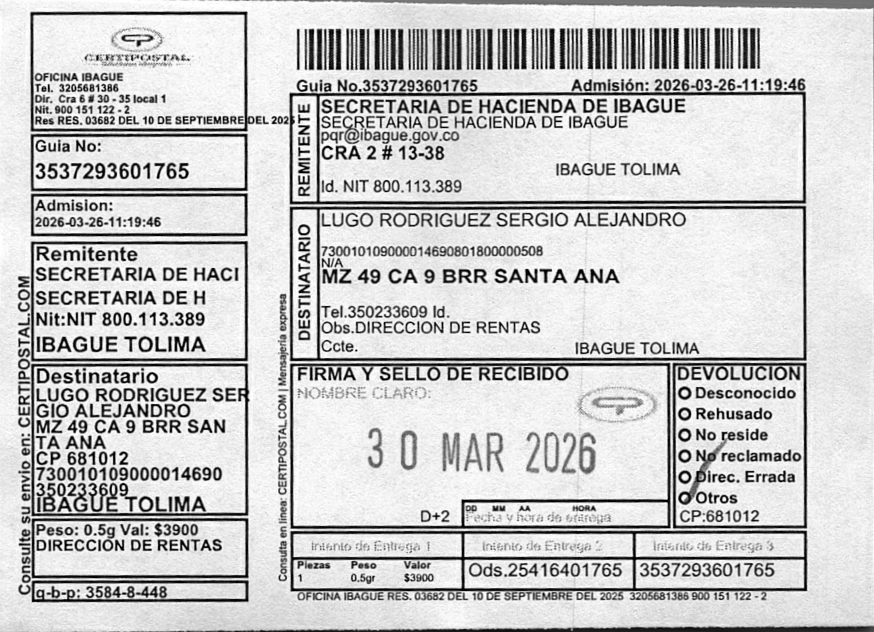 CERTIPOSTAL
OFICINA IBAGUE
Tel. 3205681386
Dir. Cra 6 # 30 - 35 local 1
Nit. 900 151 122 - 2
Res RES. 03682 DEL 10 DE SEPTIEMBRE DEL 2025
Guia No:
3537293601765
Admision:
2026-03-26-11:19:46
Remitente
SECRETARIA DE HACI
SECRETARIA DE H
Nit:NIT 800.113.389
IBAGUE TOLIMA
Destinatario
LUGO RODRIGUEZ SER
GIO ALEJANDRO
MZ 49 CA 9 BRR SAN
TA ANA
CP 681012
730010109000014690
350233609
IBAGUE TOLIMA
Peso: 0.5g Val: $3900
DIRECCION DE RENTAS
q-b-p: 3584-8-448
Consulte su envio en: CERTIPOSTAL.COM
Guia No.3537293601765 Admisión: 2026-03-26-11:19:46
REMITENTE
SECRETARIA DE HACIENDA DE IBAGUE
SECRETARIA DE HACIENDA DE IBAGUE
pqr@ibague.gov.co
CRA 2 # 13-38
IBAGUE TOLIMA
Id. NIT 800.113.389
DESTINATARIO
LUGO RODRIGUEZ SERGIO ALEJANDRO
730010109000014690801800000508
N/A
MZ 49 CA 9 BRR SANTA ANA
Tel.350233609 Id.
Obs.DIRECCION DE RENTAS
Ccte. IBAGUE TOLIMA
Consulta en linea: CERTIPOSTAL.COM | Mensajería expresa
FIRMA Y SELLO DE RECIBIDO
NOMBRE CLARO:
30 MAR 2026
D+2
DD MM AA HORA
Fecha y hora de entrega
DEVOLUCION
Desconocido
Rehusado
No reside
No reclamado
Direc. Errada
Otros
CP:681012
Intento de Entrega 1 Intento de Entrega 2 Intento de Entrega 3
Piezas Peso Valor
1 0.5gr $3900
Ods.25416401765 3537293601765
OFICINA IBAGUE RES. 03682 DEL 10 DE SEPTIEMBRE DEL 2025 3205681386 900 151 122 - 2